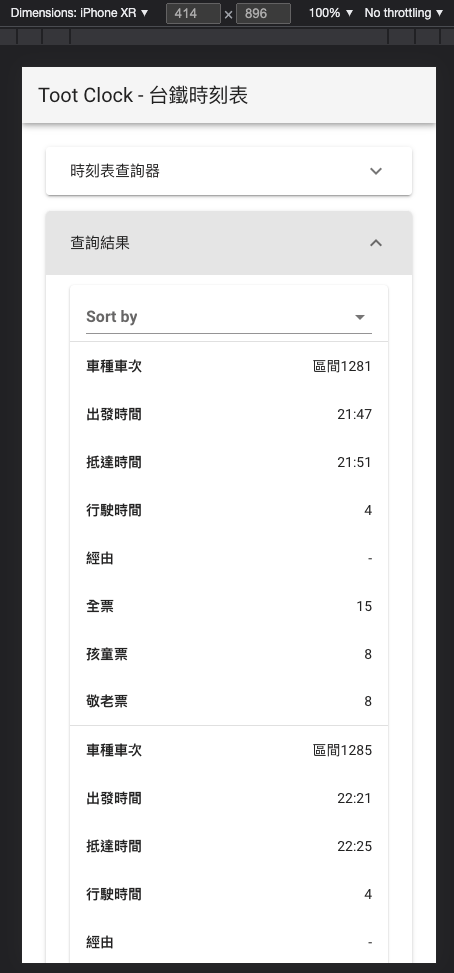 Dimensions: iPhone XR ▼ 414 × 896 100% ▼ No throttling ▼
Toot Clock - 台鐵時刻表
時刻表查詢器
查詢結果
Sort by
車種車次 區間1281
出發時間 21:47
抵達時間 21:51
行駛時間 4
經由 -
全票 15
孩童票 8
敬老票 8
車種車次 區間1285
出發時間 22:21
抵達時間 22:25
行駛時間 4
經由 -